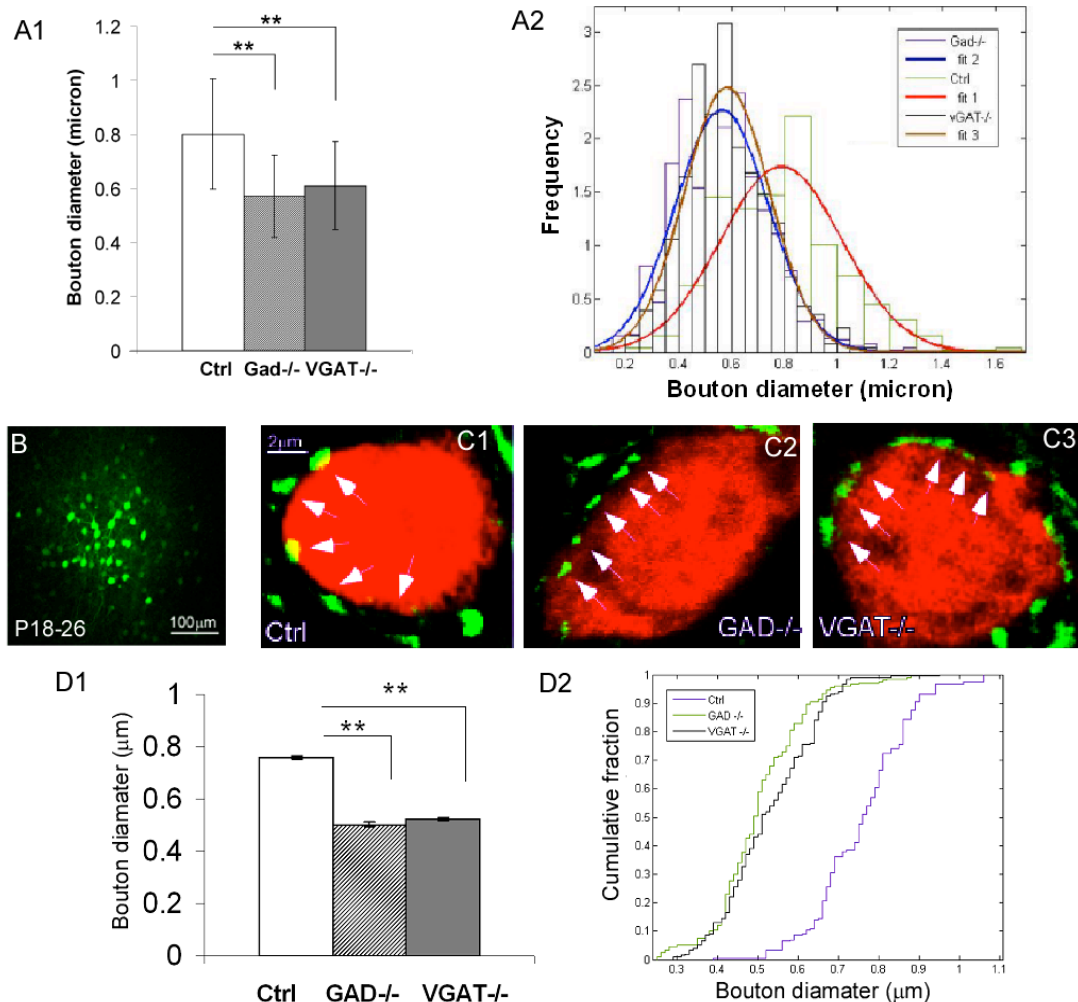 A1
**
**
Bouton diameter (micron)
1.2
1
0.8
0.6
0.4
0.2
0
Ctrl Gad-/- VGAT-/-
A2
Gad-/-
fit 2
Ctrl
fit 1
vGAT-/-
fit 3
Frequency
3
2.5
2
1.5
1
0.5
0
0.2 0.4 0.6 0.8 1 1.2 1.4 1.6
Bouton diameter (micron)
B
P18-26
100μm
2μm
C1
Ctrl
C2
GAD-/-
C3
VGAT-/-
D1
**
**
Bouton diamater (μm)
1
0.8
0.6
0.4
0.2
0
Ctrl GAD-/- VGAT-/-
D2
Ctrl
GAD -/-
VGAT -/-
Cumulative fraction
1
0.9
0.8
0.7
0.6
0.5
0.4
0.3
0.2
0.1
0
0.3 0.4 0.5 0.6 0.7 0.8 0.9 1 1.1
Bouton diamater (μm)